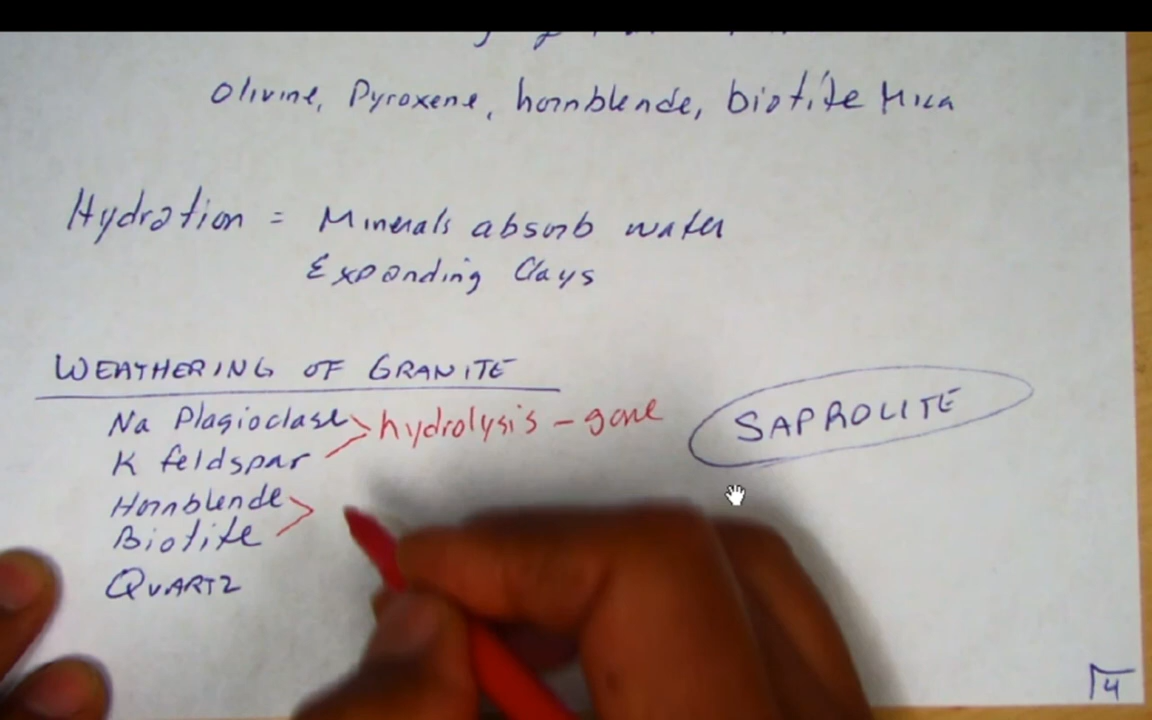 Olivine, Pyroxene, hornblende, biotite Mica
Hydration = Minerals absorb water
Expanding Clays
WEATHERING OF GRANITE
Na Plagioclase > hydrolysis - gone
K feldspar
SAPROLITE
Hornblende >
Biotite
QUARTZ
4